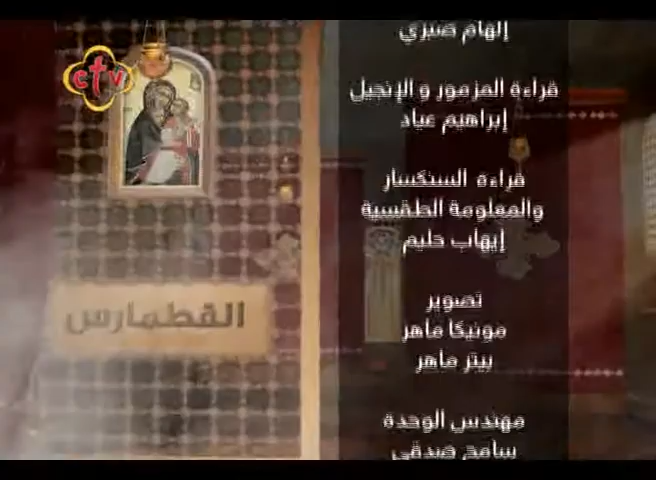 ctv
إلهام صبري
قراءة المزمور و الإنجيل
إبراهيم عياد
قراءة السنكسار
والمعلومة الطقسية
إيهاب حليم
القطمارس
تصوير
مونيكا ماهر
بيتر ماهر
مهندس الوحدة
سامح صدقى